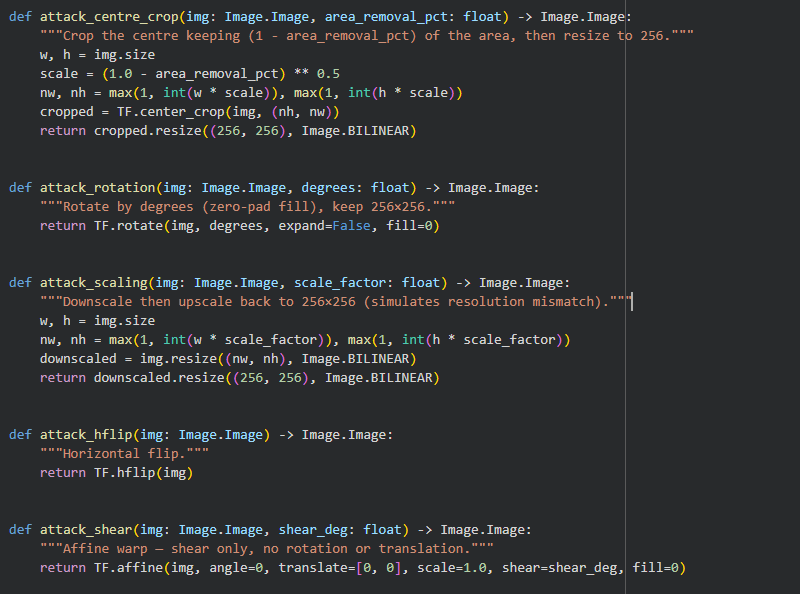 def attack_centre_crop(img: Image.Image, area_removal_pct: float) -> Image.Image:
    """Crop the centre keeping (1 - area_removal_pct) of the area, then resize to 256."""
    w, h = img.size
    scale = (1.0 - area_removal_pct) ** 0.5
    nw, nh = max(1, int(w * scale)), max(1, int(h * scale))
    cropped = TF.center_crop(img, (nh, nw))
    return cropped.resize((256, 256), Image.BILINEAR)
def attack_rotation(img: Image.Image, degrees: float) -> Image.Image:
    """Rotate by degrees (zero-pad fill), keep 256×256."""
    return TF.rotate(img, degrees, expand=False, fill=0)
def attack_scaling(img: Image.Image, scale_factor: float) -> Image.Image:
    """Downscale then upscale back to 256×256 (simulates resolution mismatch)."""
    w, h = img.size
    nw, nh = max(1, int(w * scale_factor)), max(1, int(h * scale_factor))
    downscaled = img.resize((nw, nh), Image.BILINEAR)
    return downscaled.resize((256, 256), Image.BILINEAR)
def attack_hflip(img: Image.Image) -> Image.Image:
    """Horizontal flip."""
    return TF.hflip(img)
def attack_shear(img: Image.Image, shear_deg: float) -> Image.Image:
    """Affine warp — shear only, no rotation or translation."""
    return TF.affine(img, angle=0, translate=[0, 0], scale=1.0, shear=shear_deg, fill=0)